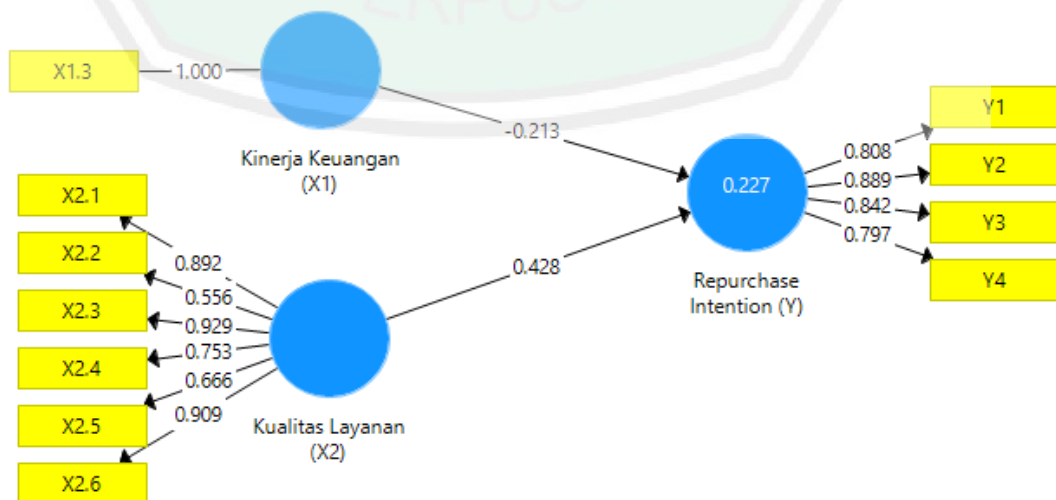 X1.3
1.000
Kinerja Keuangan
(X1)
-0.213
X2.1
X2.2
X2.3
X2.4
X2.5
X2.6
0.892
0.556
0.929
0.753
0.666
0.909
Kualitas Layanan
(X2)
0.428
0.227
Repurchase
Intention (Y)
0.808
0.889
0.842
0.797
Y1
Y2
Y3
Y4